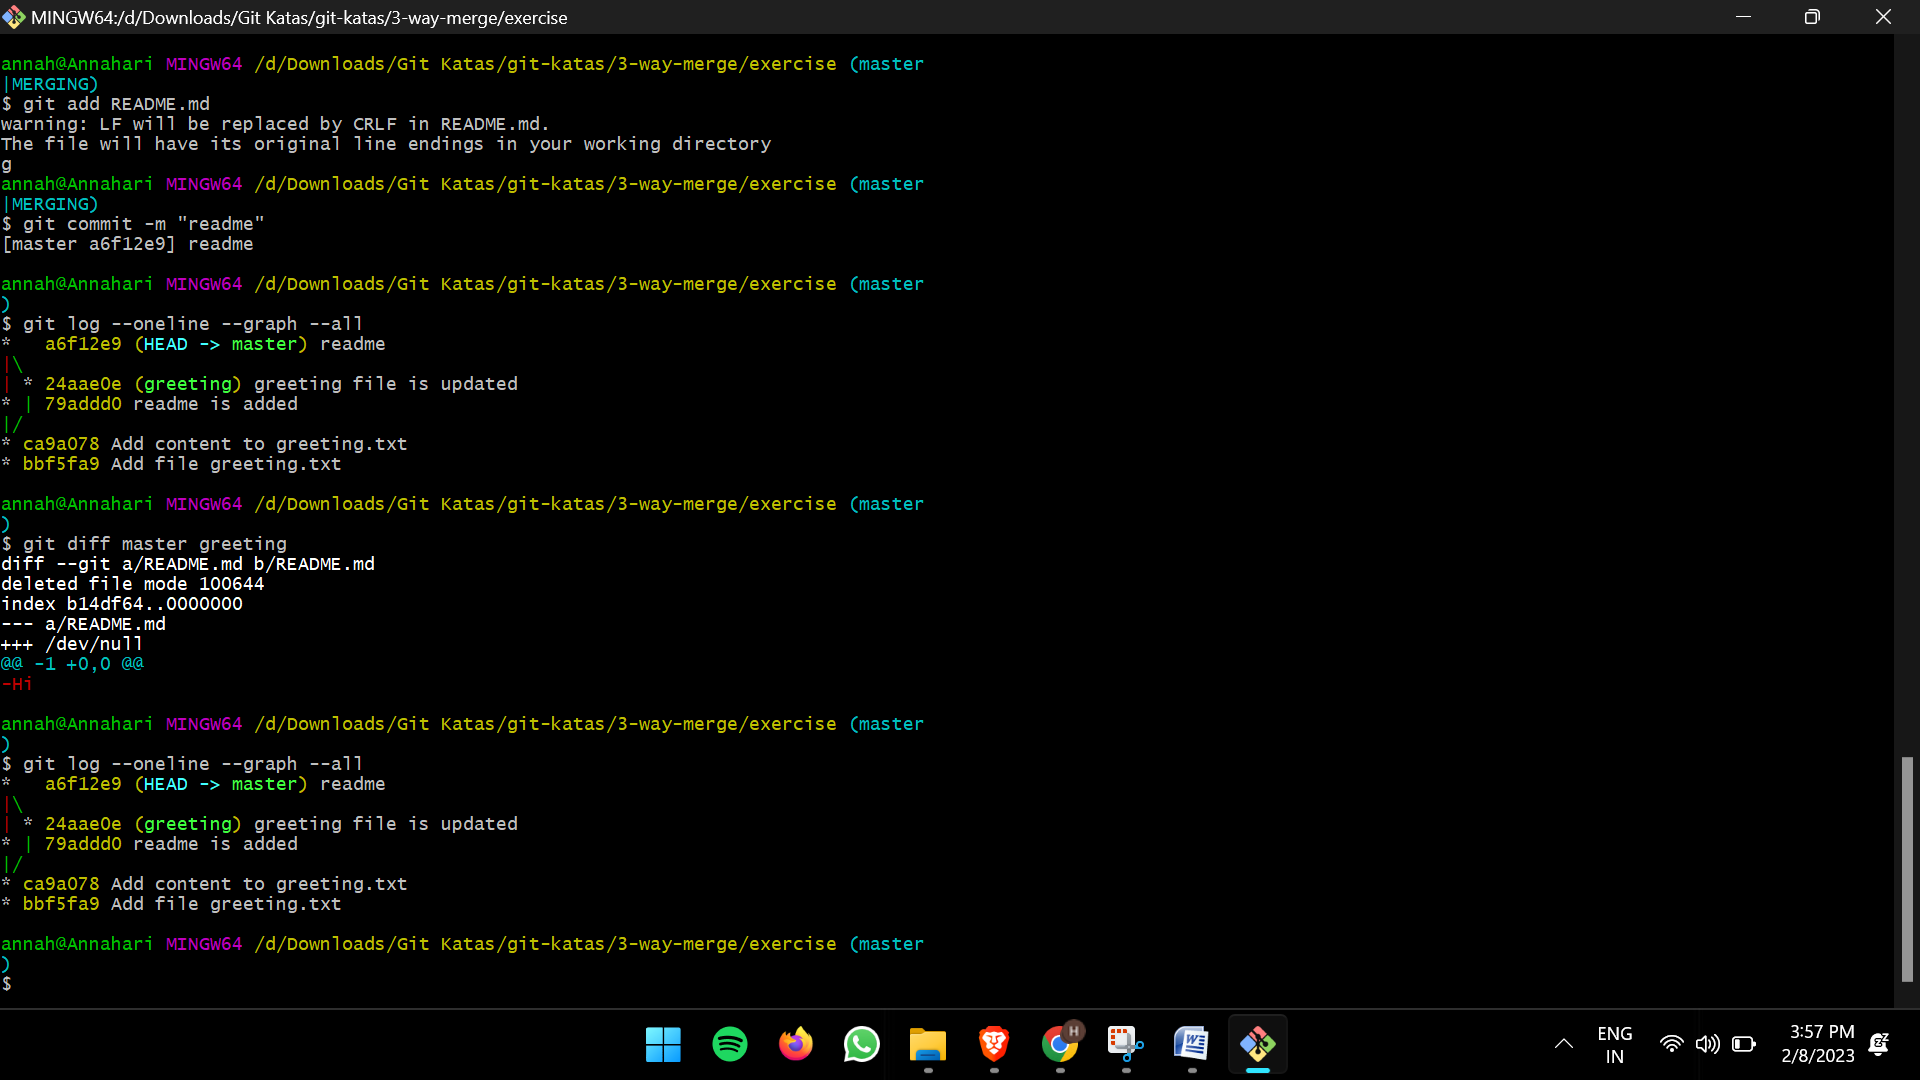 MINGW64:/d/Downloads/Git Katas/git-katas/3-way-merge/exercise
annah@Annahari MINGW64 /d/Downloads/Git Katas/git-katas/3-way-merge/exercise (master
|MERGING)
$ git add README.md
warning: LF will be replaced by CRLF in README.md.
The file will have its original line endings in your working directory
g
annah@Annahari MINGW64 /d/Downloads/Git Katas/git-katas/3-way-merge/exercise (master
|MERGING)
$ git commit -m "readme"
[master a6f12e9] readme
annah@Annahari MINGW64 /d/Downloads/Git Katas/git-katas/3-way-merge/exercise (master
)
$ git log --oneline --graph --all
*   a6f12e9 (HEAD -> master) readme
|\
| * 24aae0e (greeting) greeting file is updated
* | 79addd0 readme is added
|/
* ca9a078 Add content to greeting.txt
* bbf5fa9 Add file greeting.txt
annah@Annahari MINGW64 /d/Downloads/Git Katas/git-katas/3-way-merge/exercise (master
)
$ git diff master greeting
diff --git a/README.md b/README.md
deleted file mode 100644
index b14df64..0000000
--- a/README.md
+++ /dev/null
@@ -1 +0,0 @@
-Hi
annah@Annahari MINGW64 /d/Downloads/Git Katas/git-katas/3-way-merge/exercise (master
)
$ git log --oneline --graph --all
*   a6f12e9 (HEAD -> master) readme
|\
| * 24aae0e (greeting) greeting file is updated
* | 79addd0 readme is added
|/
* ca9a078 Add content to greeting.txt
* bbf5fa9 Add file greeting.txt
annah@Annahari MINGW64 /d/Downloads/Git Katas/git-katas/3-way-merge/exercise (master
)
$
H
W
ENG
IN
3:57 PM
2/8/2023